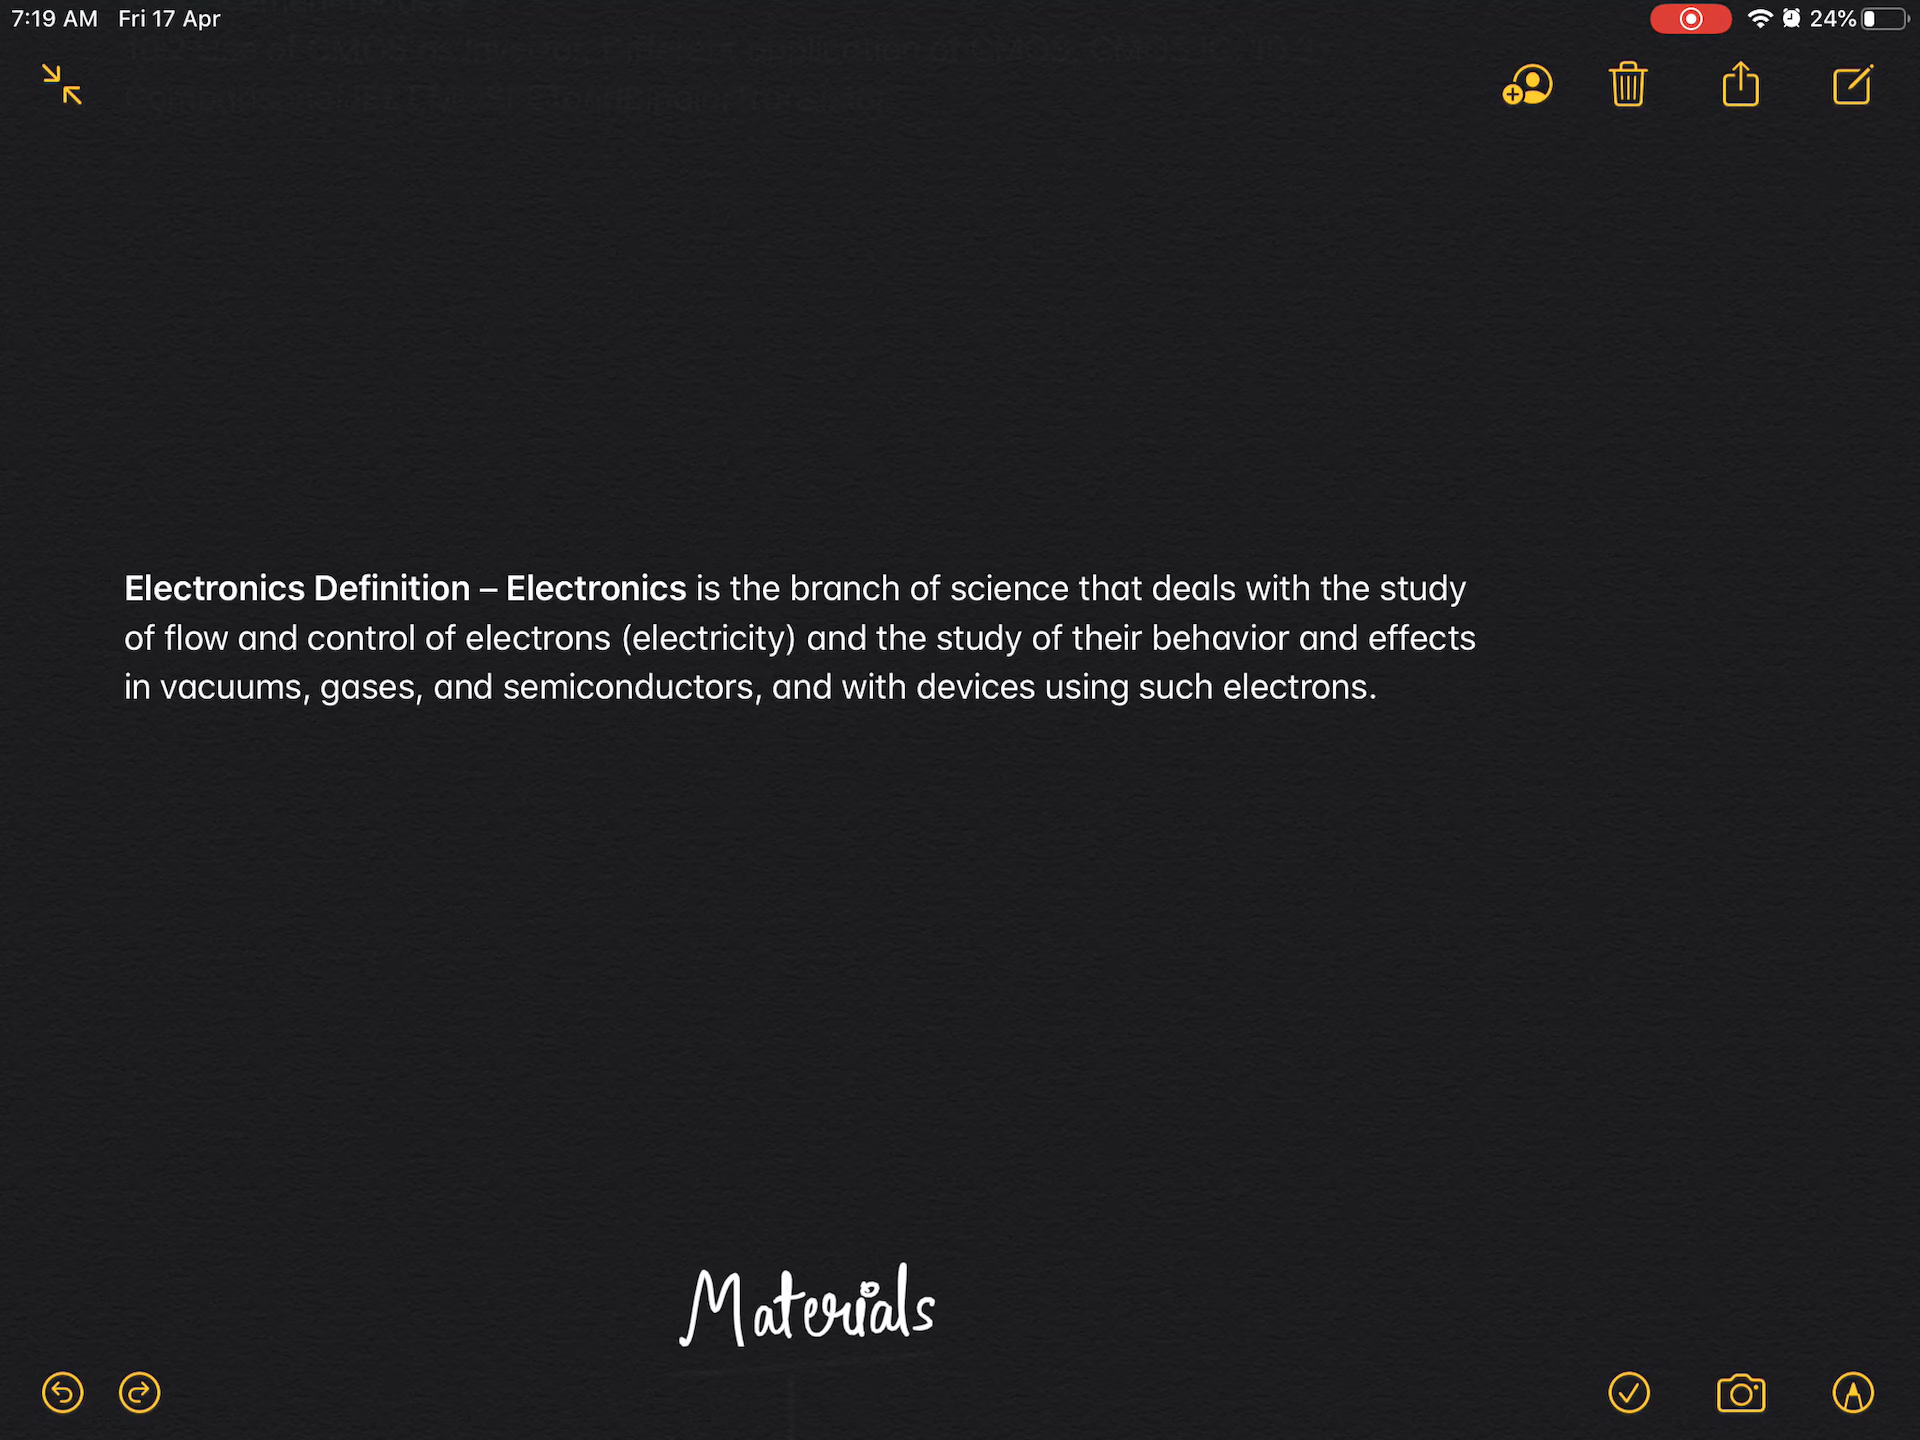 7:19 AM Fri 17 Apr 24%
Electronics Definition – Electronics is the branch of science that deals with the study
of flow and control of electrons (electricity) and the study of their behavior and effects
in vacuums, gases, and semiconductors, and with devices using such electrons.
Materials